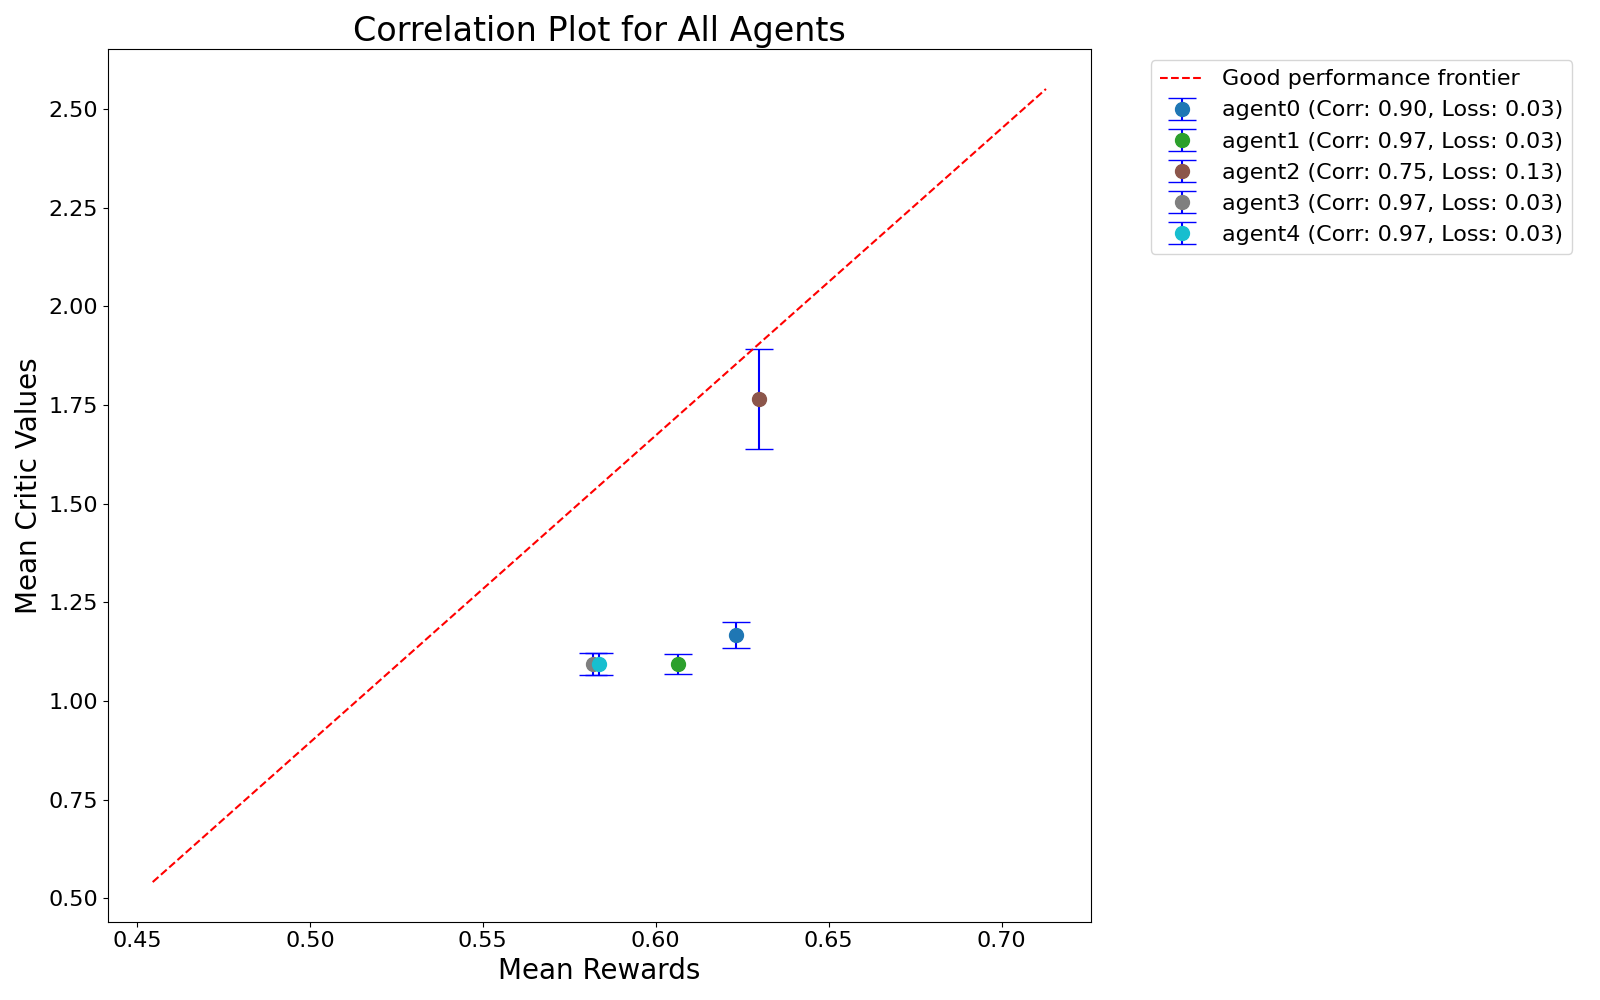 Correlation Plot for All Agents
Good performance frontier
agent0 (Corr: 0.90, Loss: 0.03)
agent1 (Corr: 0.97, Loss: 0.03)
agent2 (Corr: 0.75, Loss: 0.13)
agent3 (Corr: 0.97, Loss: 0.03)
agent4 (Corr: 0.97, Loss: 0.03)
Mean Critic Values
2.50
2.25
2.00
1.75
1.50
1.25
1.00
0.75
0.50
0.45 0.50 0.55 0.60 0.65 0.70
Mean Rewards